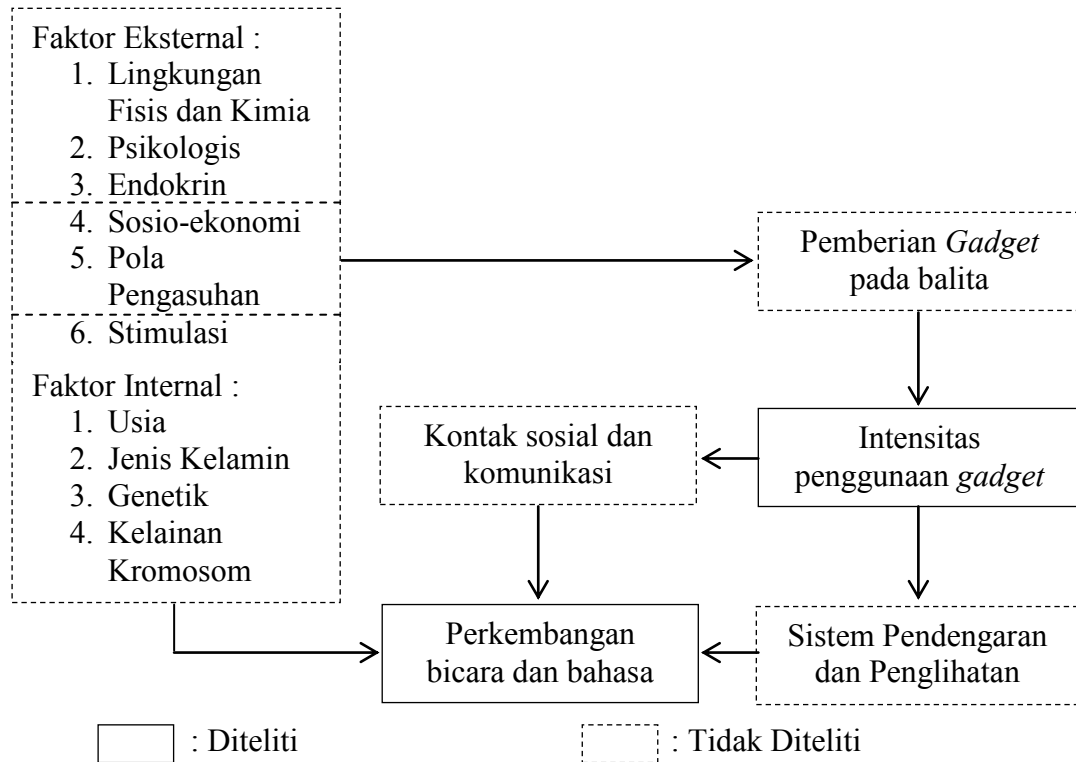 Faktor Eksternal :
1. Lingkungan
Fisis dan Kimia
2. Psikologis
3. Endokrin
4. Sosio-ekonomi
5. Pola
Pengasuhan
6. Stimulasi
Faktor Internal :
1. Usia
2. Jenis Kelamin
3. Genetik
4. Kelainan
Kromosom
Pemberian Gadget
pada balita
Intensitas
penggunaan gadget
Kontak sosial dan
komunikasi
Perkembangan
bicara dan bahasa
Sistem Pendengaran
dan Penglihatan
: Diteliti
: Tidak Diteliti